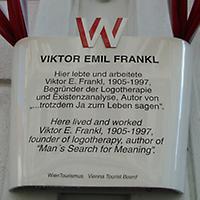 W
VIKTOR EMIL FRANKL
Hier lebte und arbeitete
Viktor E. Frankl, 1905-1997,
Begründer der Logotherapie
und Existenzanalyse, Autor von
„...trotzdem Ja zum Leben sagen“.
Here lived and worked
Viktor E. Frankl, 1905-1997,
founder of logotherapy, author of
“Man´s Search for Meaning”.
WienTourismus Vienna Tourist Board